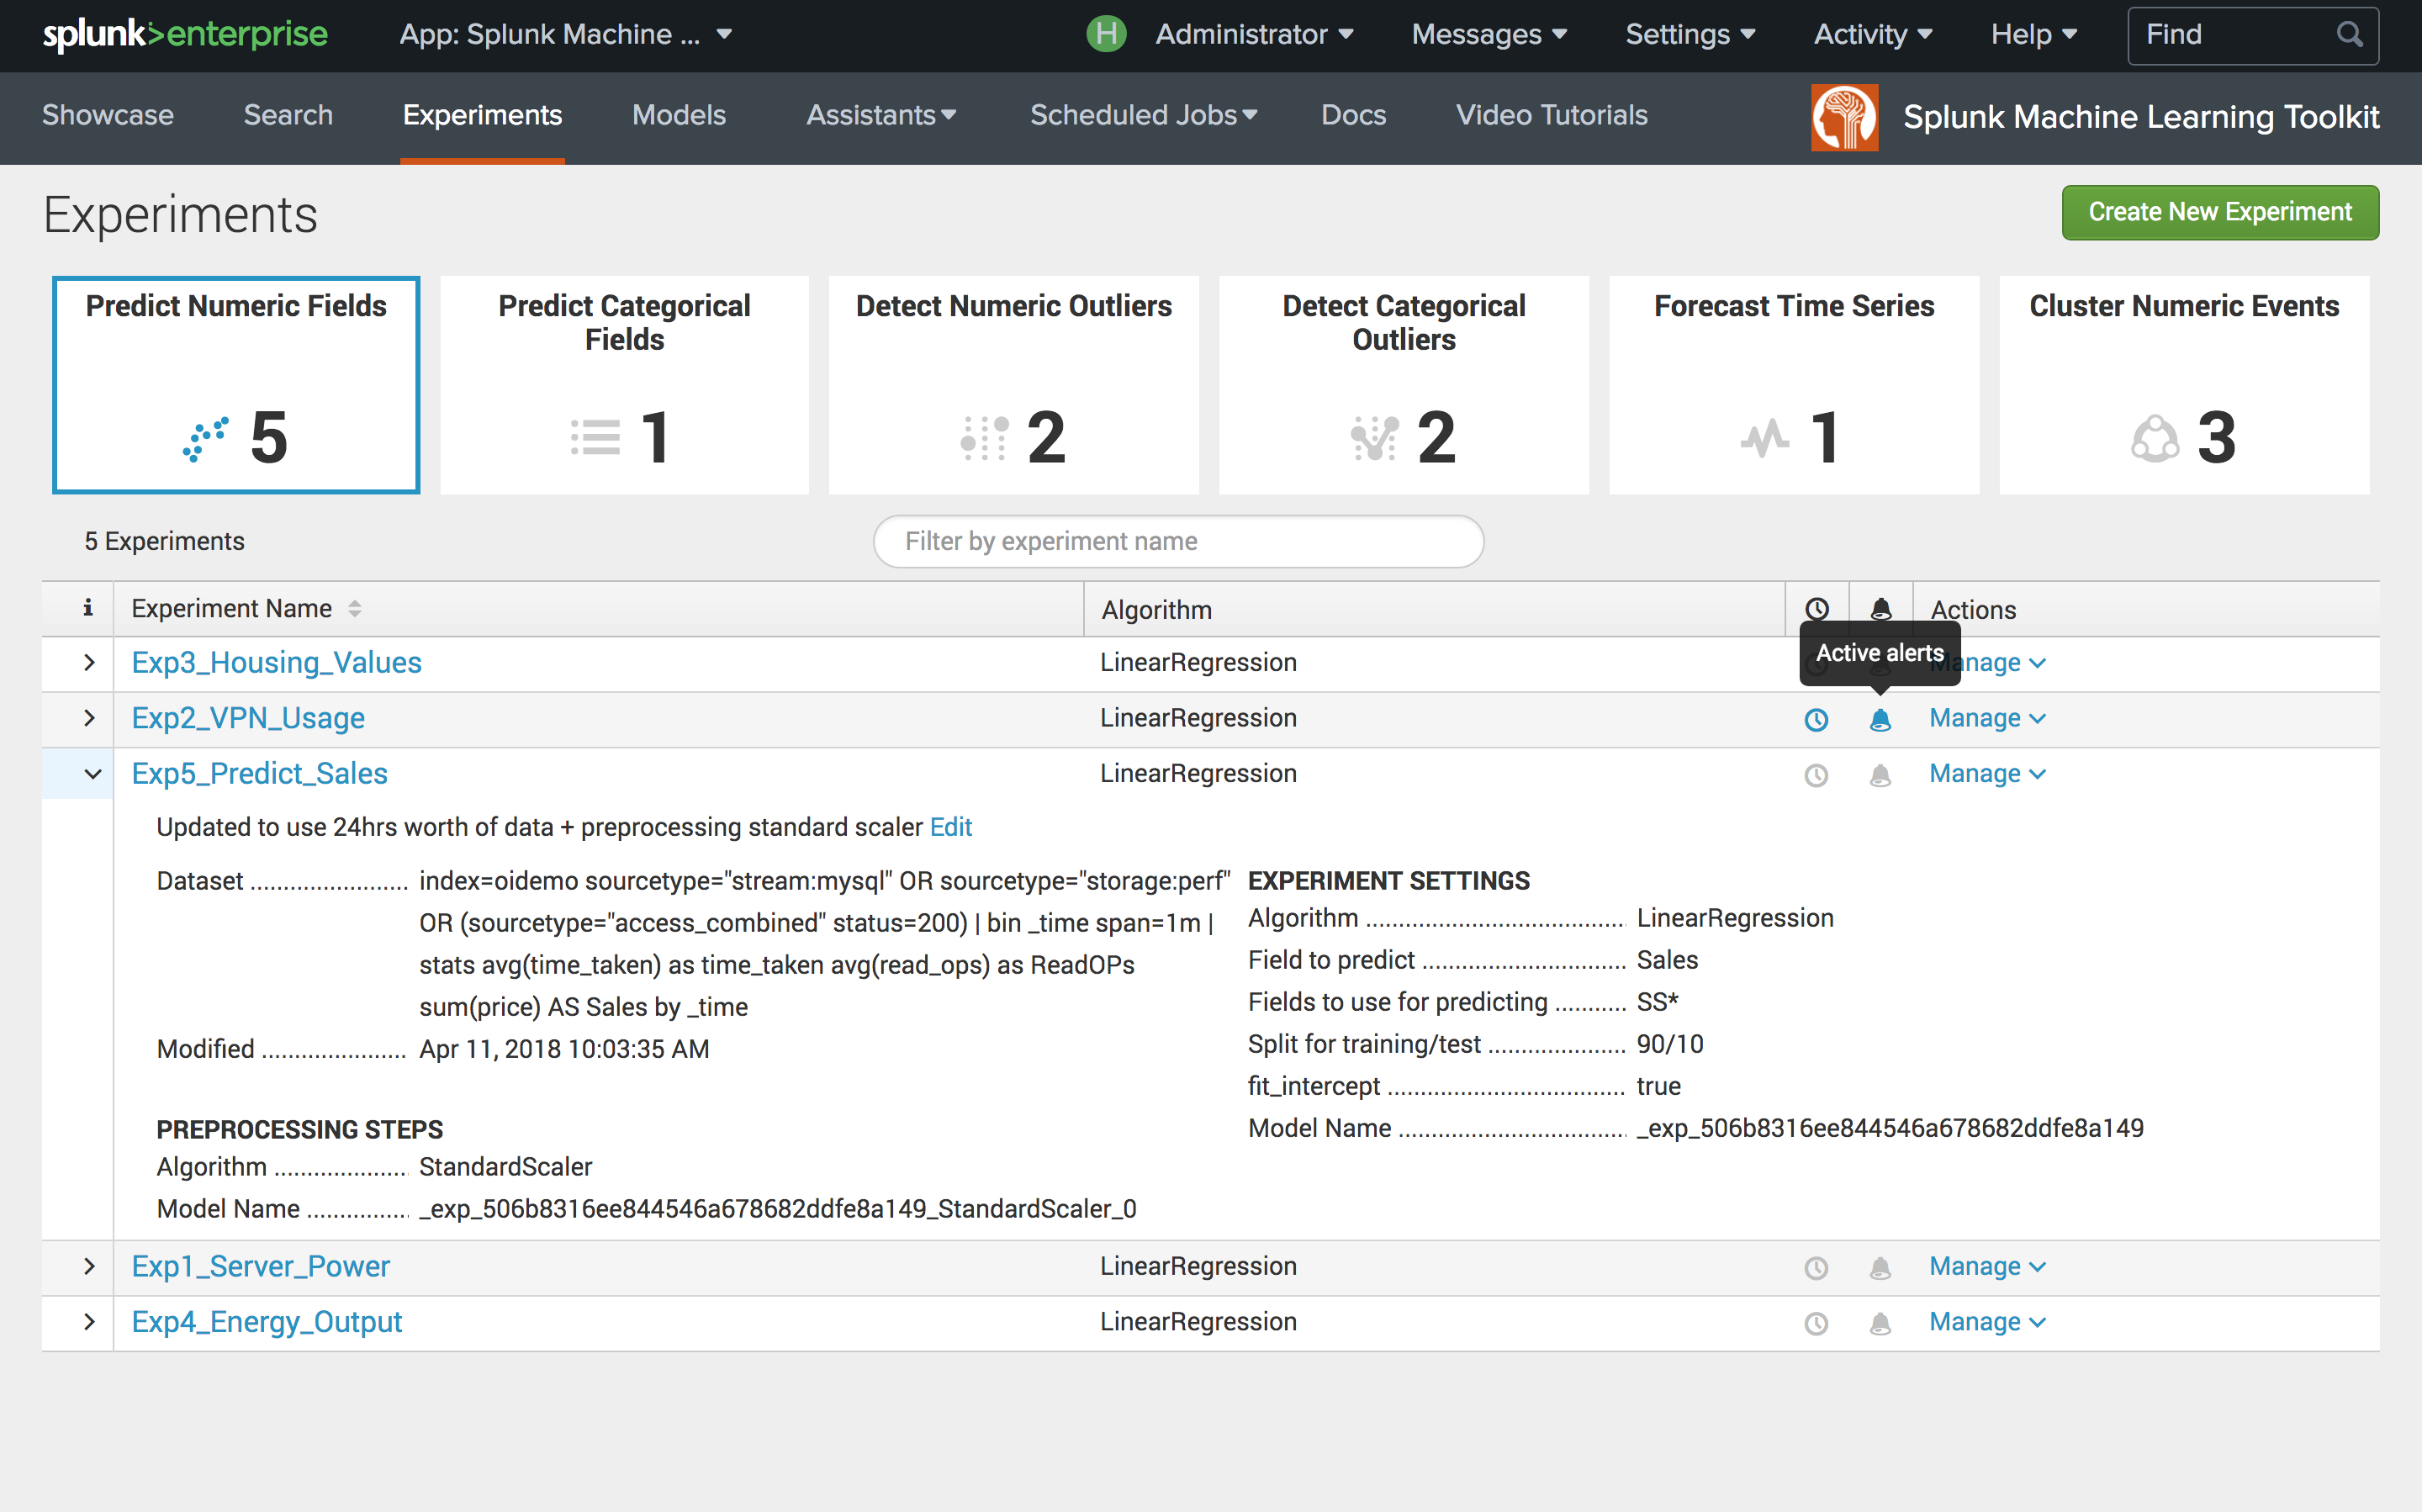 splunk>enterprise App: Splunk Machine ... H Administrator Messages Settings Activity Help Find
Showcase Search Experiments Models Assistants Scheduled Jobs Docs Video Tutorials Splunk Machine Learning Toolkit
Experiments
Create New Experiment
Predict Numeric Fields
5
Predict Categorical
Fields
1
Detect Numeric Outliers
2
Detect Categorical
Outliers
2
Forecast Time Series
1
Cluster Numeric Events
3
5 Experiments
Filter by experiment name
i Experiment Name Algorithm Actions
Active alerts
Exp3_Housing_Values LinearRegression Manage
Exp2_VPN_Usage LinearRegression Manage
Exp5_Predict_Sales LinearRegression Manage
Updated to use 24hrs worth of data + preprocessing standard scaler Edit
Dataset ........................ index=oidemo sourcetype="stream:mysql" OR sourcetype="storage:perf"
OR (sourcetype="access_combined" status=200) | bin _time span=1m |
stats avg(time_taken) as time_taken avg(read_ops) as ReadOPs
sum(price) AS Sales by _time
Modified ...................... Apr 11, 2018 10:03:35 AM
PREPROCESSING STEPS
Algorithm .................... StandardScaler
Model Name ................ _exp_506b8316ee844546a678682ddfe8a149_StandardScaler_0
EXPERIMENT SETTINGS
Algorithm ....................................... LinearRegression
Field to predict ............................... Sales
Fields to use for predicting ........... SS*
Split for training/test ..................... 90/10
fit_intercept .................................... true
Model Name ................................... _exp_506b8316ee844546a678682ddfe8a149
Exp1_Server_Power LinearRegression Manage
Exp4_Energy_Output LinearRegression Manage